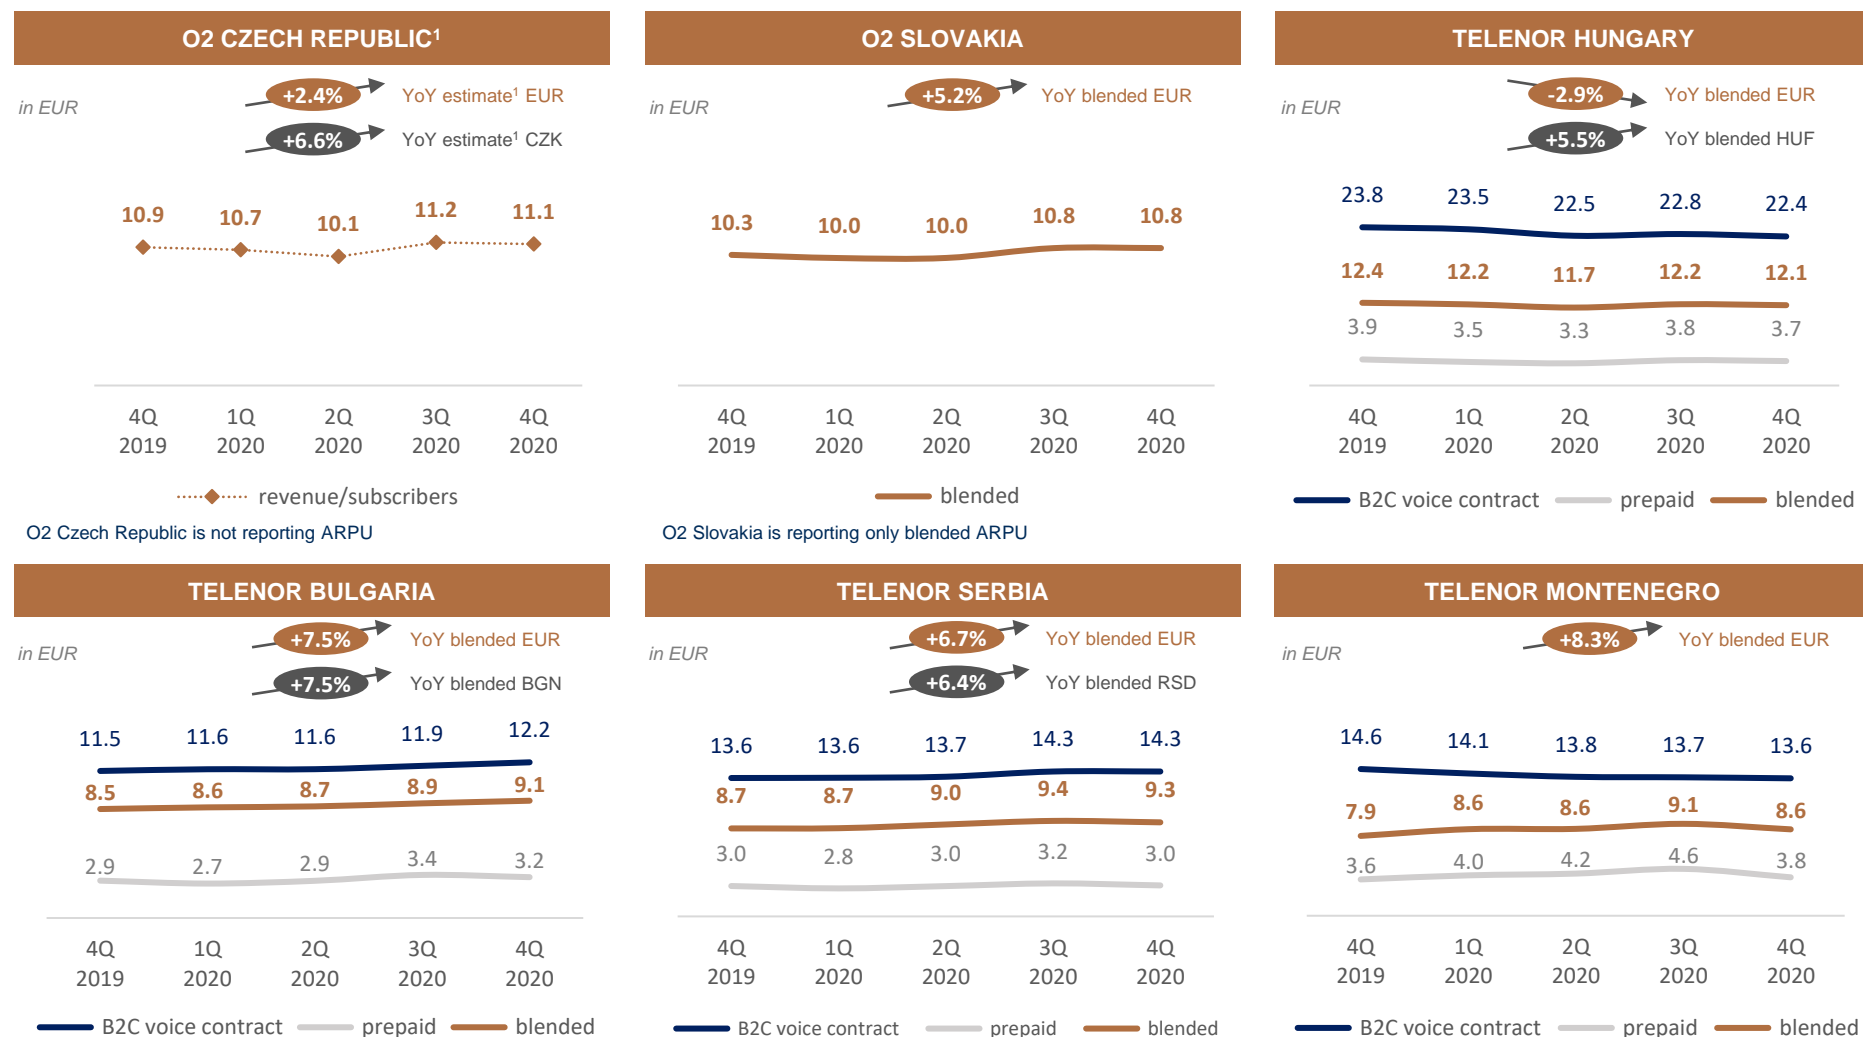 O2 CZECH REPUBLIC¹
in EUR
+2.4% YoY estimate¹ EUR
+6.6% YoY estimate¹ CZK
10.9 10.7 10.1 11.2 11.1
4Q 1Q 2Q 3Q 4Q
2019 2020 2020 2020 2020
revenue/subscribers
O2 Czech Republic is not reporting ARPU
O2 SLOVAKIA
in EUR
+5.2% YoY blended EUR
10.3 10.0 10.0 10.8 10.8
4Q 1Q 2Q 3Q 4Q
2019 2020 2020 2020 2020
blended
O2 Slovakia is reporting only blended ARPU
TELENOR HUNGARY
in EUR
-2.9% YoY blended EUR
+5.5% YoY blended HUF
23.8 23.5 22.5 22.8 22.4
12.4 12.2 11.7 12.2 12.1
3.9 3.5 3.3 3.8 3.7
4Q 1Q 2Q 3Q 4Q
2019 2020 2020 2020 2020
B2C voice contract prepaid blended
TELENOR BULGARIA
in EUR
+7.5% YoY blended EUR
+7.5% YoY blended BGN
11.5 11.6 11.6 11.9 12.2
8.5 8.6 8.7 8.9 9.1
2.9 2.7 2.9 3.4 3.2
4Q 1Q 2Q 3Q 4Q
2019 2020 2020 2020 2020
B2C voice contract prepaid blended
TELENOR SERBIA
in EUR
+6.7% YoY blended EUR
+6.4% YoY blended RSD
13.6 13.6 13.7 14.3 14.3
8.7 8.7 9.0 9.4 9.3
3.0 2.8 3.0 3.2 3.0
4Q 1Q 2Q 3Q 4Q
2019 2020 2020 2020 2020
B2C voice contract prepaid blended
TELENOR MONTENEGRO
in EUR
+8.3% YoY blended EUR
14.6 14.1 13.8 13.7 13.6
7.9 8.6 8.6 9.1 8.6
3.6 4.0 4.2 4.6 3.8
4Q 1Q 2Q 3Q 4Q
2019 2020 2020 2020 2020
B2C voice contract prepaid blended